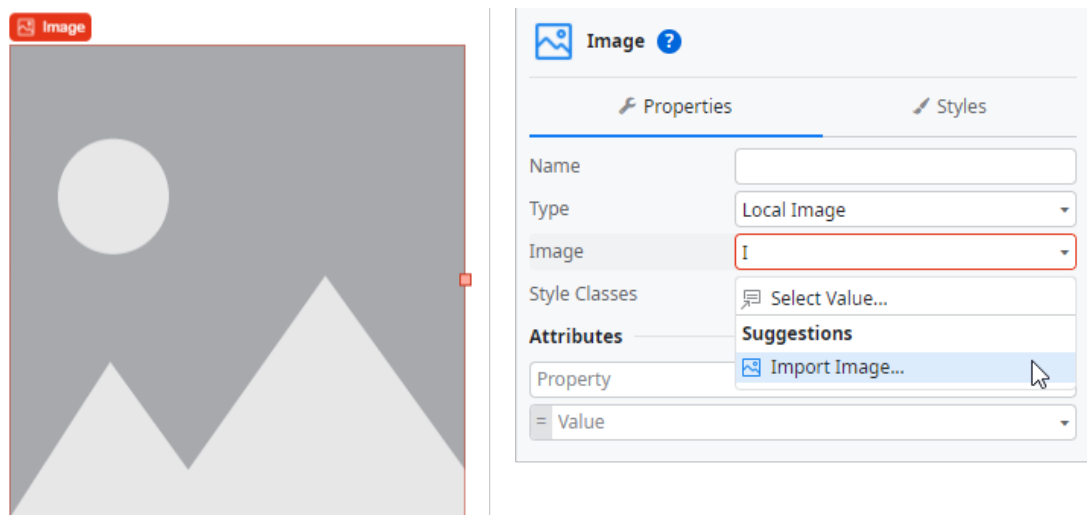 Image
Image ?
Properties
Styles
Name
Type
Local Image
Image
I
Style Classes
Select Value...
Attributes
Suggestions
Import Image...
Property
= Value